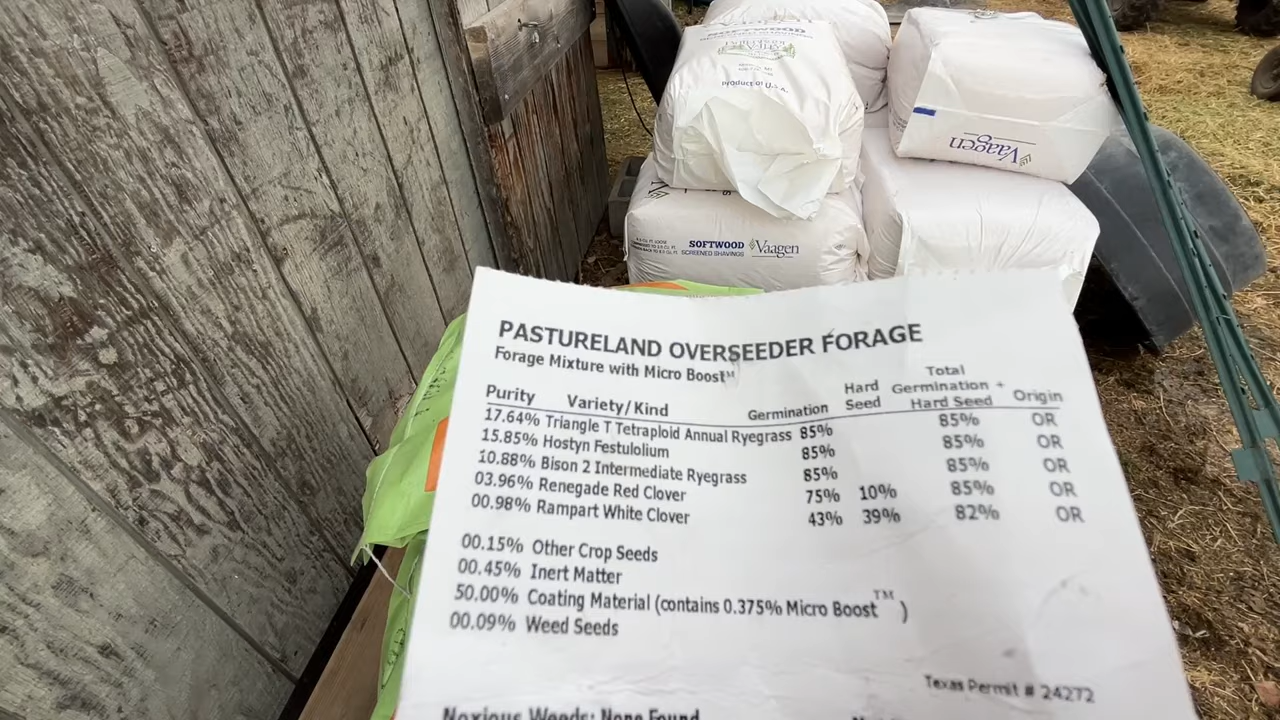 SOFTWOOD
Product of U.S.A.
Vaagen
SOFTWOOD
SCREENED SHAVINGS
Vaagen
PASTURELAND OVERSEEDER FORAGE
Forage Mixture with Micro Boost™
Purity Variety/Kind Germination Hard Seed Total Germination + Hard Seed Origin
17.64% Triangle T Tetraploid Annual Ryegrass 85% 85% OR
15.85% Hostyn Festulolium 85% 85% OR
10.88% Bison 2 Intermediate Ryegrass 85% 85% OR
03.96% Renegade Red Clover 75% 10% 85% OR
00.98% Rampart White Clover 43% 39% 82% OR
00.15% Other Crop Seeds
00.45% Inert Matter
50.00% Coating Material (contains 0.375% Micro Boost™)
00.09% Weed Seeds
Texas Permit # 24272
Noxious Weeds: None Found